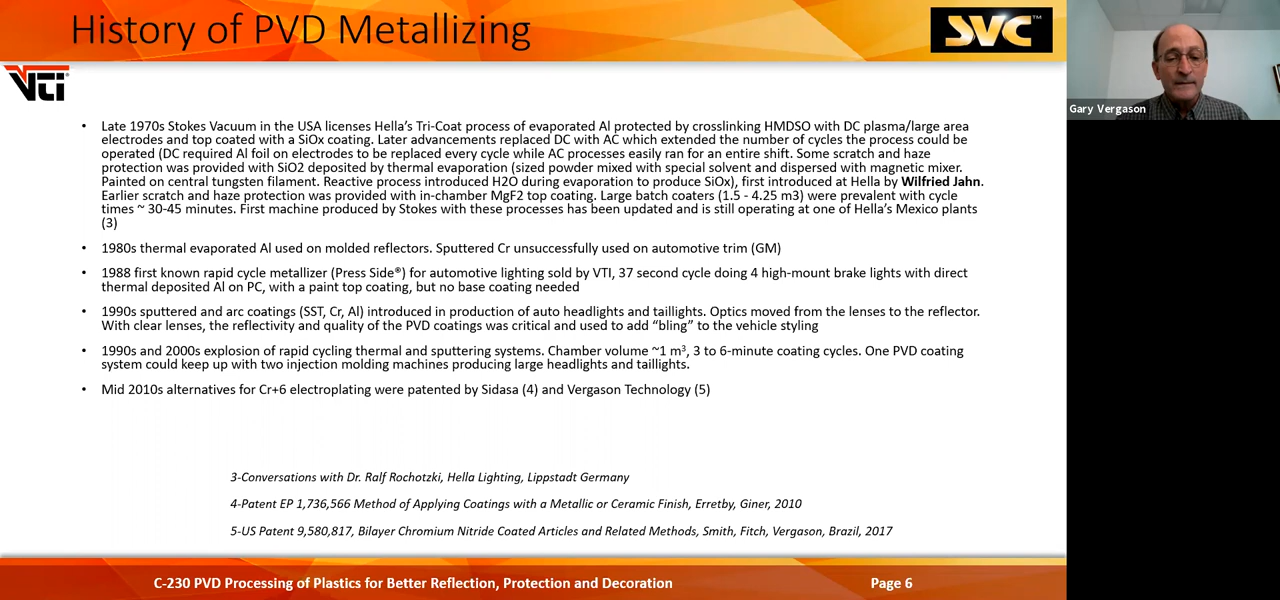 History of PVD Metallizing
SVC™
VTi®
Gary Vergason
• Late 1970s Stokes Vacuum in the USA licenses Hella's Tri-Coat process of evaporated Al protected by crosslinking HMDSO with DC plasma/large area
electrodes and top coated with a SiOx coating. Later advancements replaced DC with AC which extended the number of cycles the process could be
operated (DC required Al foil on electrodes to be replaced every cycle while AC processes easily ran for an entire shift. Some scratch and haze
protection was provided with SiO2 deposited by thermal evaporation (sized powder mixed with special solvent and dispersed with magnetic mixer.
Painted on central tungsten filament. Reactive process introduced H2O during evaporation to produce SiOx), first introduced at Hella by Wilfried Jahn.
Earlier scratch and haze protection was provided with in-chamber MgF2 top coating. Large batch coaters (1.5 - 4.25 m3) were prevalent with cycle
times ~ 30-45 minutes. First machine produced by Stokes with these processes has been updated and is still operating at one of Hella's Mexico plants
(3)
• 1980s thermal evaporated Al used on molded reflectors. Sputtered Cr unsuccessfully used on automotive trim (GM)
• 1988 first known rapid cycle metallizer (Press Side®) for automotive lighting sold by VTI, 37 second cycle doing 4 high-mount brake lights with direct
thermal deposited Al on PC, with a paint top coating, but no base coating needed
• 1990s sputtered and arc coatings (SST, Cr, Al) introduced in production of auto headlights and taillights. Optics moved from the lenses to the reflector.
With clear lenses, the reflectivity and quality of the PVD coatings was critical and used to add “bling” to the vehicle styling
• 1990s and 2000s explosion of rapid cycling thermal and sputtering systems. Chamber volume ~1 m³, 3 to 6-minute coating cycles. One PVD coating
system could keep up with two injection molding machines producing large headlights and taillights.
• Mid 2010s alternatives for Cr+6 electroplating were patented by Sidasa (4) and Vergason Technology (5)
3-Conversations with Dr. Ralf Rochotzki, Hella Lighting, Lippstadt Germany
4-Patent EP 1,736,566 Method of Applying Coatings with a Metallic or Ceramic Finish, Erretby, Giner, 2010
5-US Patent 9,580,817, Bilayer Chromium Nitride Coated Articles and Related Methods, Smith, Fitch, Vergason, Brazil, 2017
C-230 PVD Processing of Plastics for Better Reflection, Protection and Decoration
Page 6